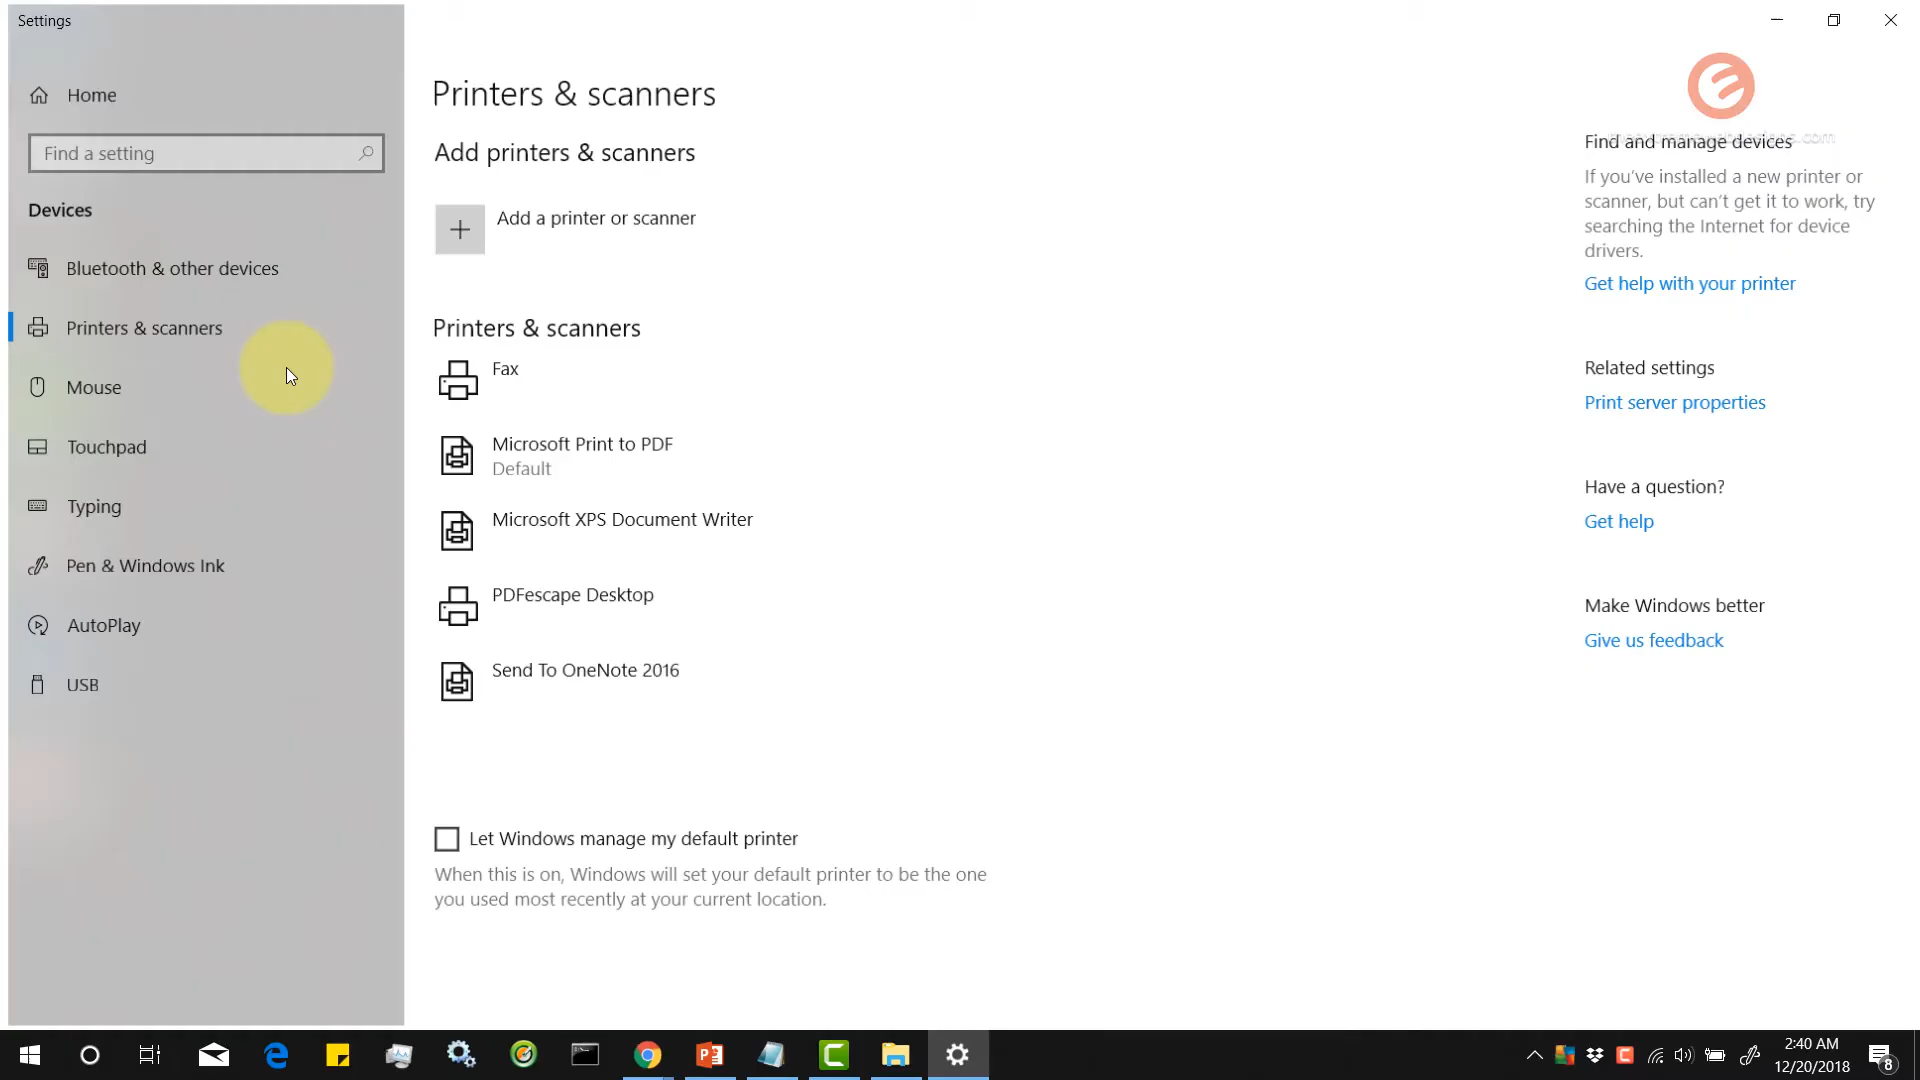 Settings
Home
Find a setting
Devices
Bluetooth & other devices
Printers & scanners
Mouse
Touchpad
Typing
Pen & Windows Ink
AutoPlay
USB
Printers & scanners
Add printers & scanners
Add a printer or scanner
Printers & scanners
Fax
Microsoft Print to PDF
Default
Microsoft XPS Document Writer
PDFescape Desktop
Send To OneNote 2016
Let Windows manage my default printer
When this is on, Windows will set your default printer to be the one
you used most recently at your current location.
Find and manage devices
If you've installed a new printer or
scanner, but can't get it to work, try
searching the Internet for device
drivers.
Get help with your printer
Related settings
Print server properties
Have a question?
Get help
Make Windows better
Give us feedback
2:40 AM
12/20/2018
8